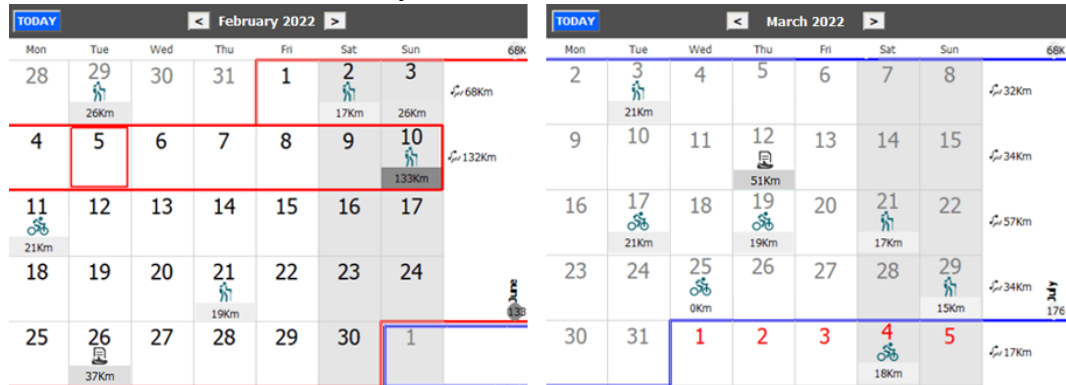 TODAY < February 2022 >
Mon Tue Wed Thu Fri Sat Sun 68K
28 29 30 31 1 2 3
68Km
26Km 17Km 26Km
4 5 6 7 8 9 10
132Km
133Km
11 12 13 14 15 16 17
21Km
18 19 20 21 22 23 24
June
19Km 133
25 26 27 28 29 30 1
37Km
TODAY < March 2022 >
Mon Tue Wed Thu Fri Sat Sun 68K
2 3 4 5 6 7 8
32Km
21Km
9 10 11 12 13 14 15
34Km
51Km
16 17 18 19 20 21 22
57Km
21Km 19Km 17Km
23 24 25 26 27 28 29
34Km July
0Km 15Km 176
30 31 1 2 3 4 5
17Km
18Km